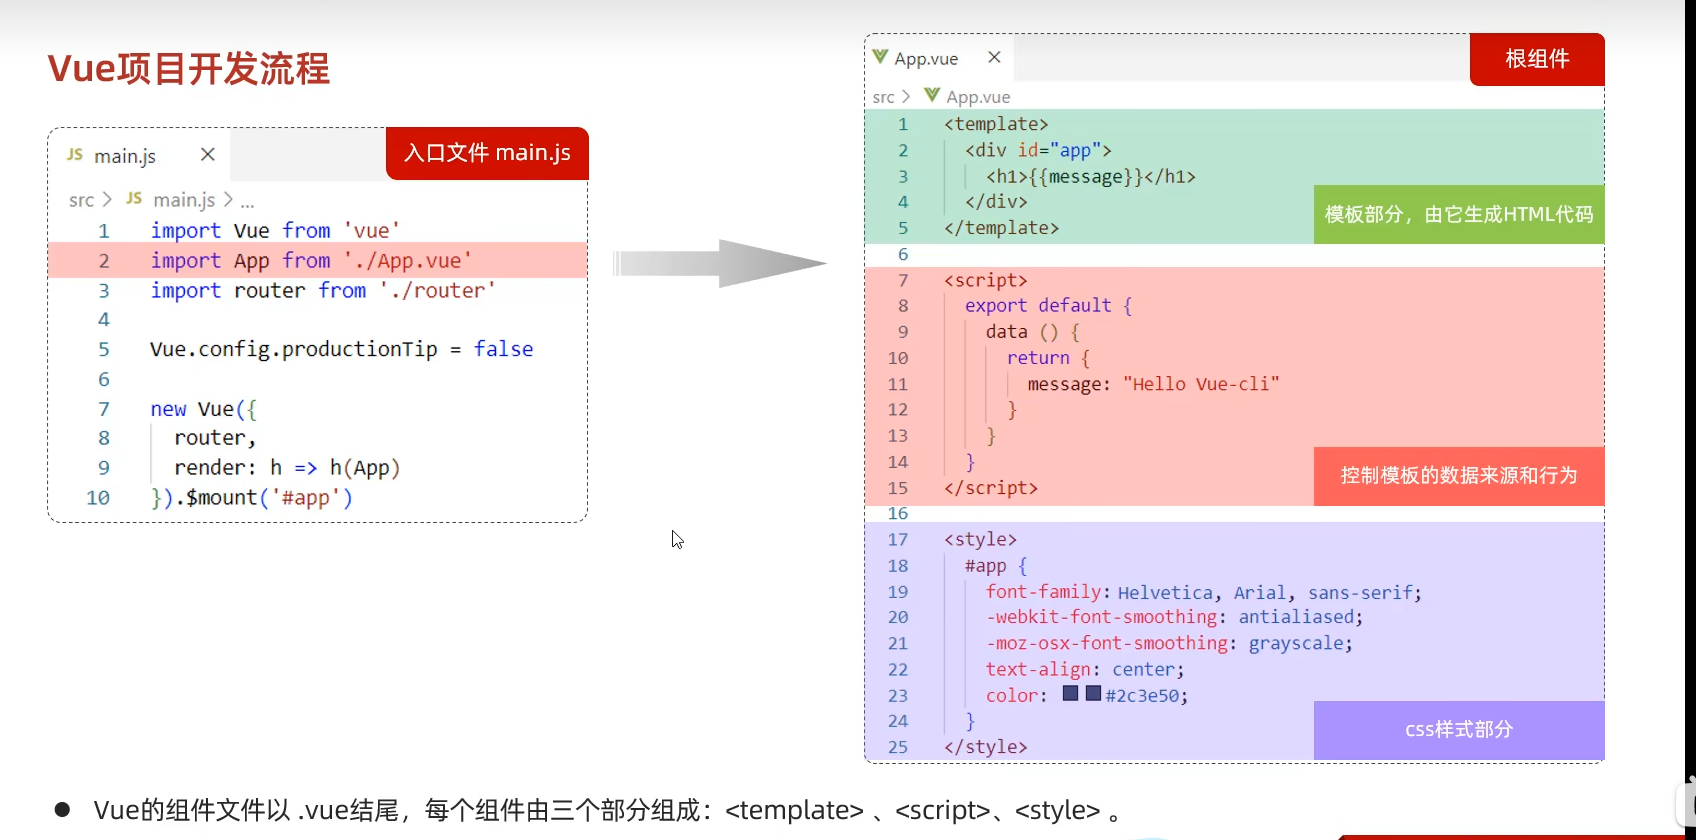 Vue项目开发流程
JS main.js ×
入口文件 main.js
src > JS main.js > ...
1 import Vue from 'vue'
2 import App from './App.vue'
3 import router from './router'
4
5 Vue.config.productionTip = false
6
7 new Vue({
8 router,
9 render: h => h(App)
10 }).$mount('#app')
App.vue ×
根组件
src > App.vue
1 <template>
2 <div id="app">
3 <h1>{{message}}</h1>
4 </div>
5 </template>
模板部分，由它生成HTML代码
6
7 <script>
8 export default {
9 data () {
10 return {
11 message: "Hello Vue-cli"
12 }
13 }
14 }
15 </script>
控制模板的数据来源和行为
16
17 <style>
18 #app {
19 font-family: Helvetica, Arial, sans-serif;
20 -webkit-font-smoothing: antialiased;
21 -moz-osx-font-smoothing: grayscale;
22 text-align: center;
23 color: #2c3e50;
24 }
25 </style>
css样式部分
● Vue的组件文件以 .vue结尾，每个组件由三个部分组成：<template> 、<script>、<style> 。